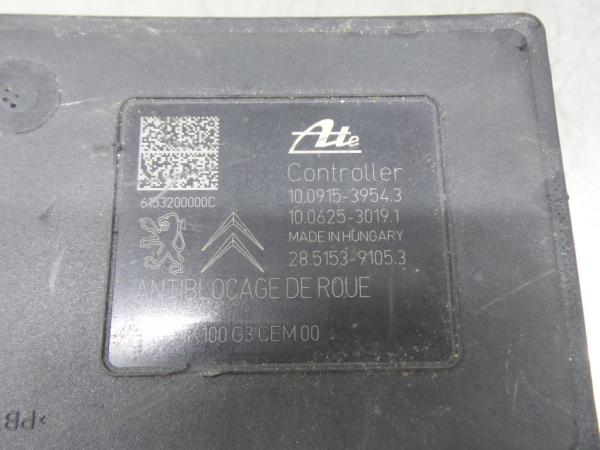 Ate
Controller
10.0915-3954.3
10.0625-3019.1
MADE IN HUNGARY
28.5153-9105.3
6153200000C
ANTIBLOCAGE DE ROUE
K100 G3 CEM 00